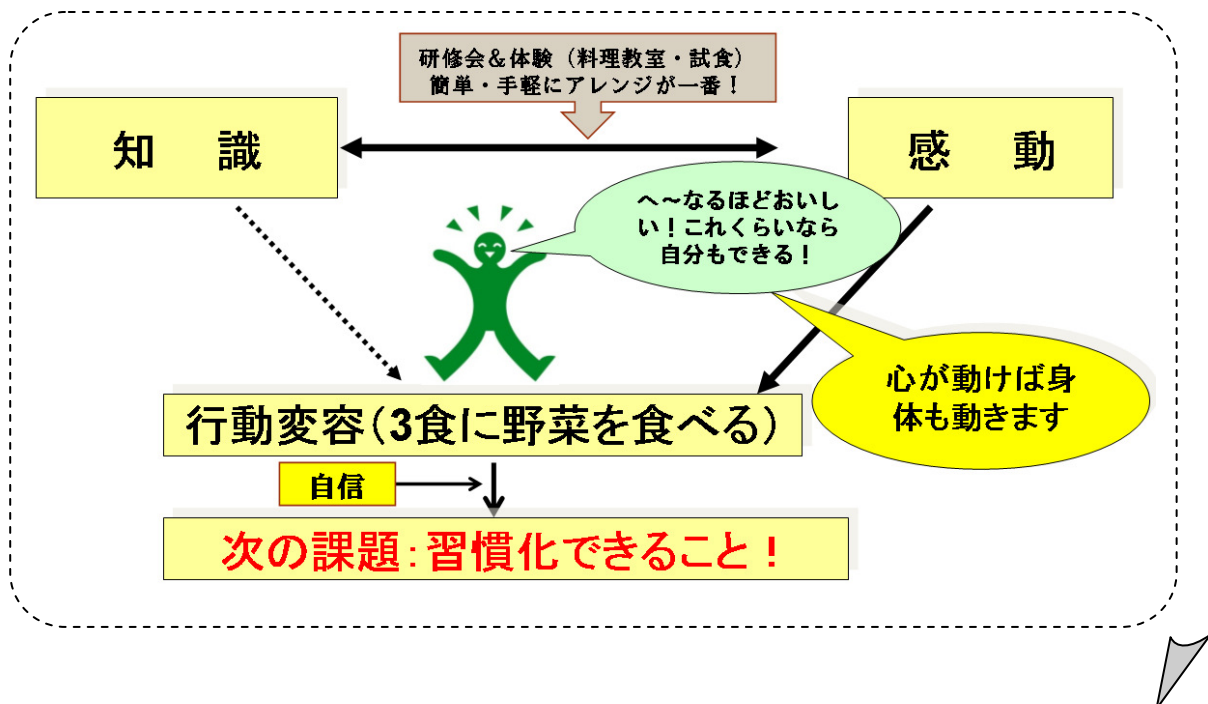 研修会&体験（料理教室・試食）
簡単・手軽にアレンジが一番！
知　識
感　動
へ～なるほどおいし
い！これくらいなら
自分もできる！
心が動けば身
体も動きます
行動変容（3食に野菜を食べる）
自信
次の課題：習慣化できること！